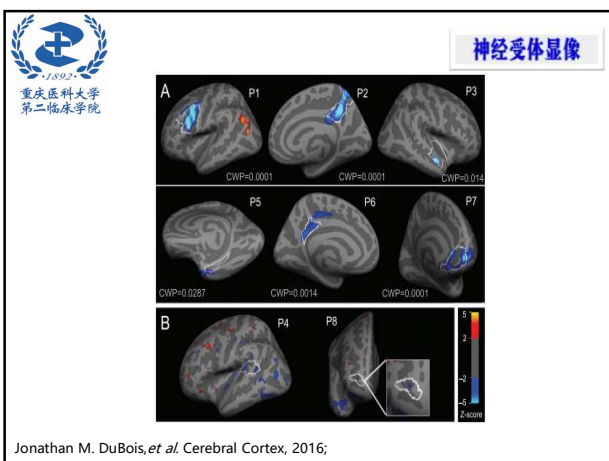 ·1892·
重庆医科大学
第二临床学院
神经受体显像
A
P1
P2
P3
CWP=0.0001
CWP=0.0001
CWP=0.014
P5
P6
P7
CWP=0.0287
CWP=0.0014
CWP=0.0001
B
P4
P8
5
2
-2
-5
Z-score
Jonathan M. DuBois,et al. Cerebral Cortex, 2016;